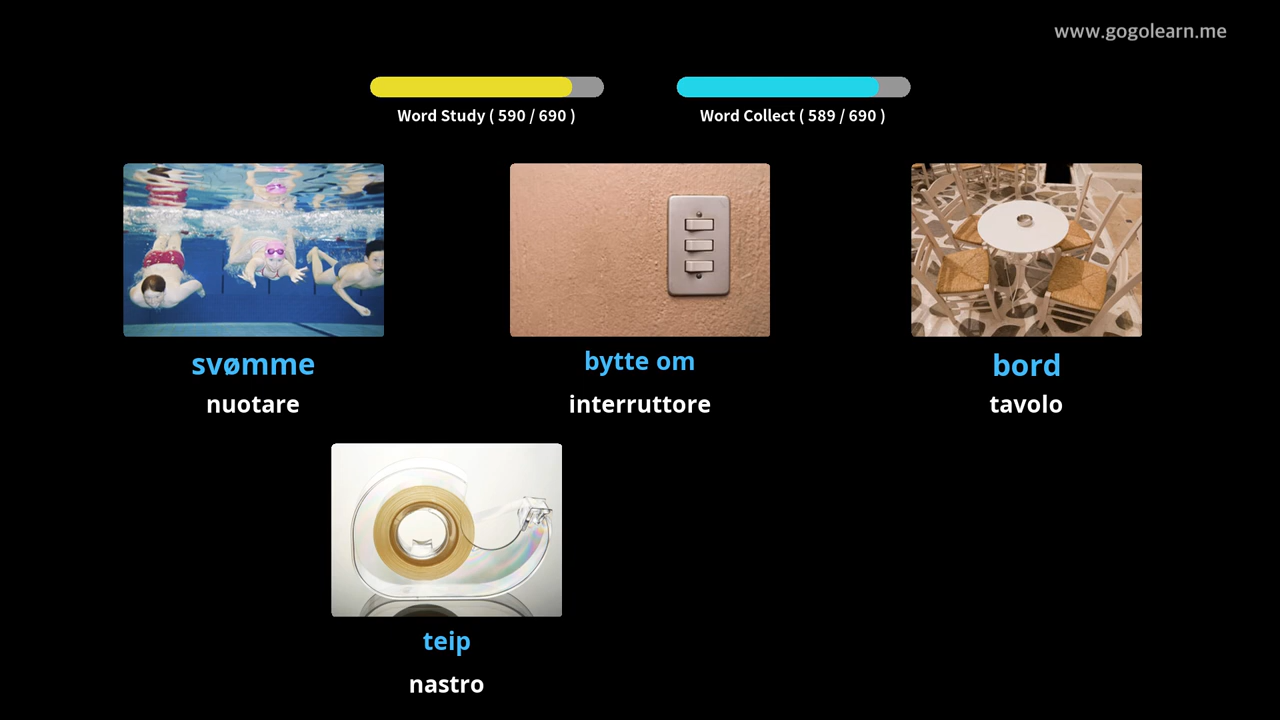 www.gogolearn.me
Word Study ( 590 / 690 )
Word Collect ( 589 / 690 )
svømme
nuotare
bytte om
interruttore
bord
tavolo
teip
nastro